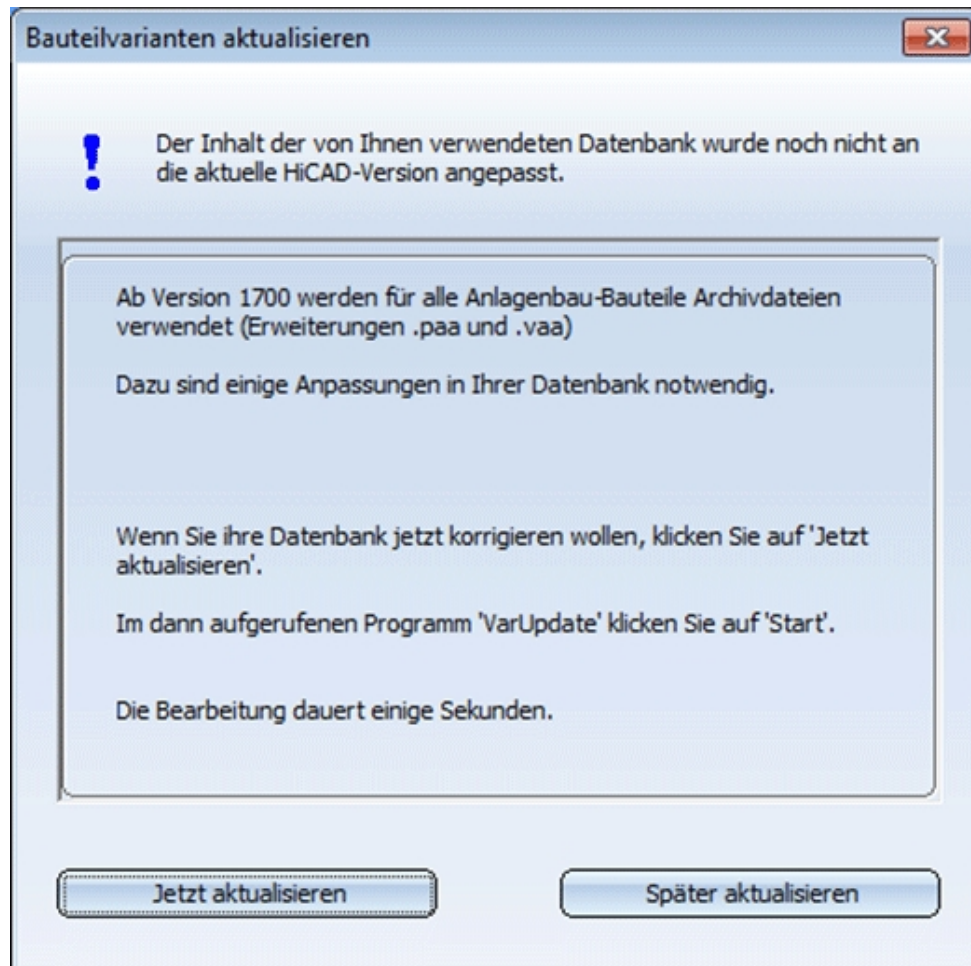 Bauteilvarianten aktualisieren
Der Inhalt der von Ihnen verwendeten Datenbank wurde noch nicht an
die aktuelle HiCAD-Version angepasst.
Ab Version 1700 werden für alle Anlagenbau-Bauteile Archivdateien
verwendet (Erweiterungen .paa und .vaa)
Dazu sind einige Anpassungen in Ihrer Datenbank notwendig.
Wenn Sie ihre Datenbank jetzt korrigieren wollen, klicken Sie auf 'Jetzt
aktualisieren'.
Im dann aufgerufenen Programm 'VarUpdate' klicken Sie auf 'Start'.
Die Bearbeitung dauert einige Sekunden.
Jetzt aktualisieren
Später aktualisieren